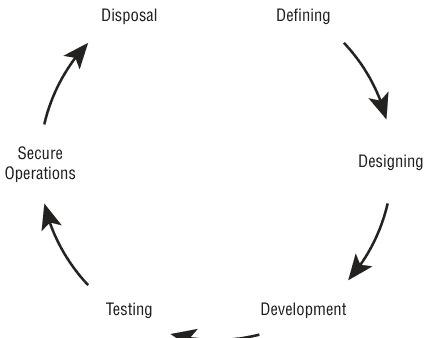 Disposal
Defining
Secure
Operations
Designing
Testing
Development